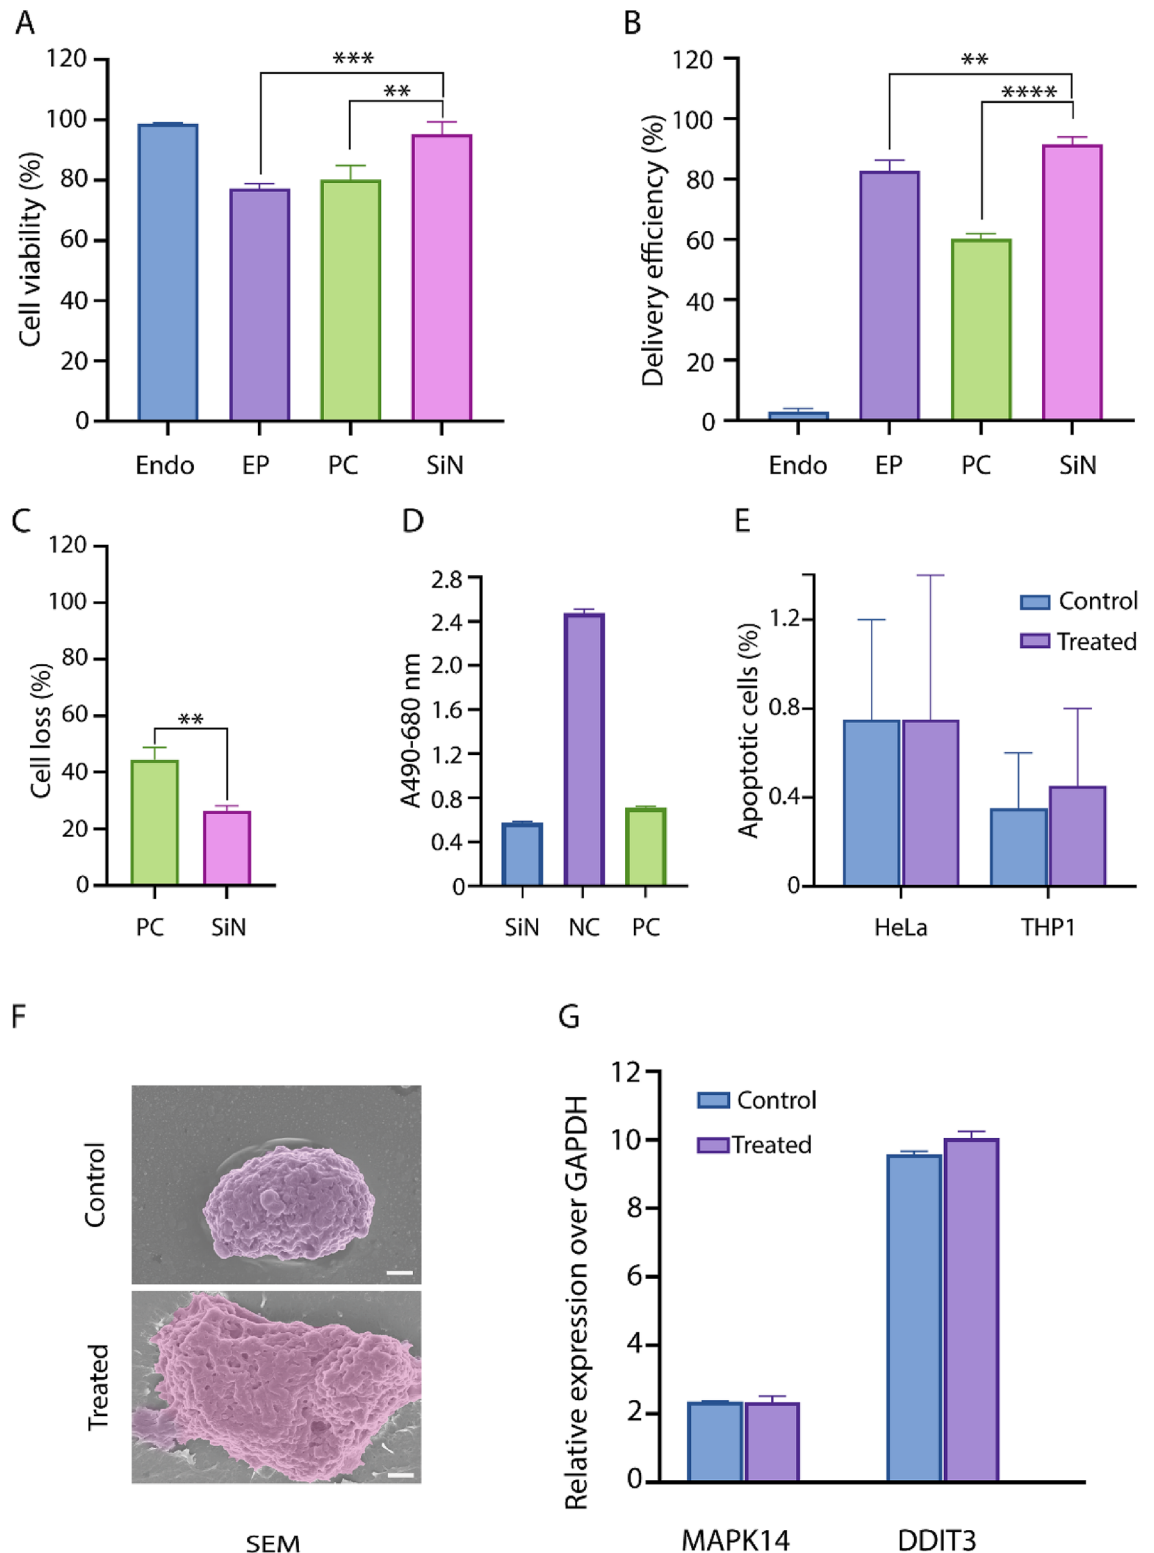 A
Cell viability (%)
120
100
80
60
40
20
0
***
**
Endo EP PC SiN
B
Delivery efficiency (%)
120
100
80
60
40
20
0
**
****
Endo EP PC SiN
C
Cell loss (%)
120
100
80
60
40
20
0
**
PC SiN
D
A490-680 nm
2.8
2.4
2.0
1.6
1.2
0.8
0.4
0
SiN NC PC
E
Apoptotic cells (%)
1.2
0.8
0.4
0
Control
Treated
HeLa THP1
F
Control
Treated
SEM
G
Relative expression over GAPDH
12
10
8
6
4
2
0
Control
Treated
MAPK14 DDIT3